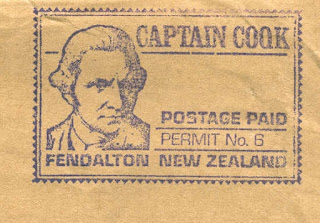 CAPTAIN COOK
POSTAGE PAID
PERMIT No. 6
FENDALTON NEW ZEALAND